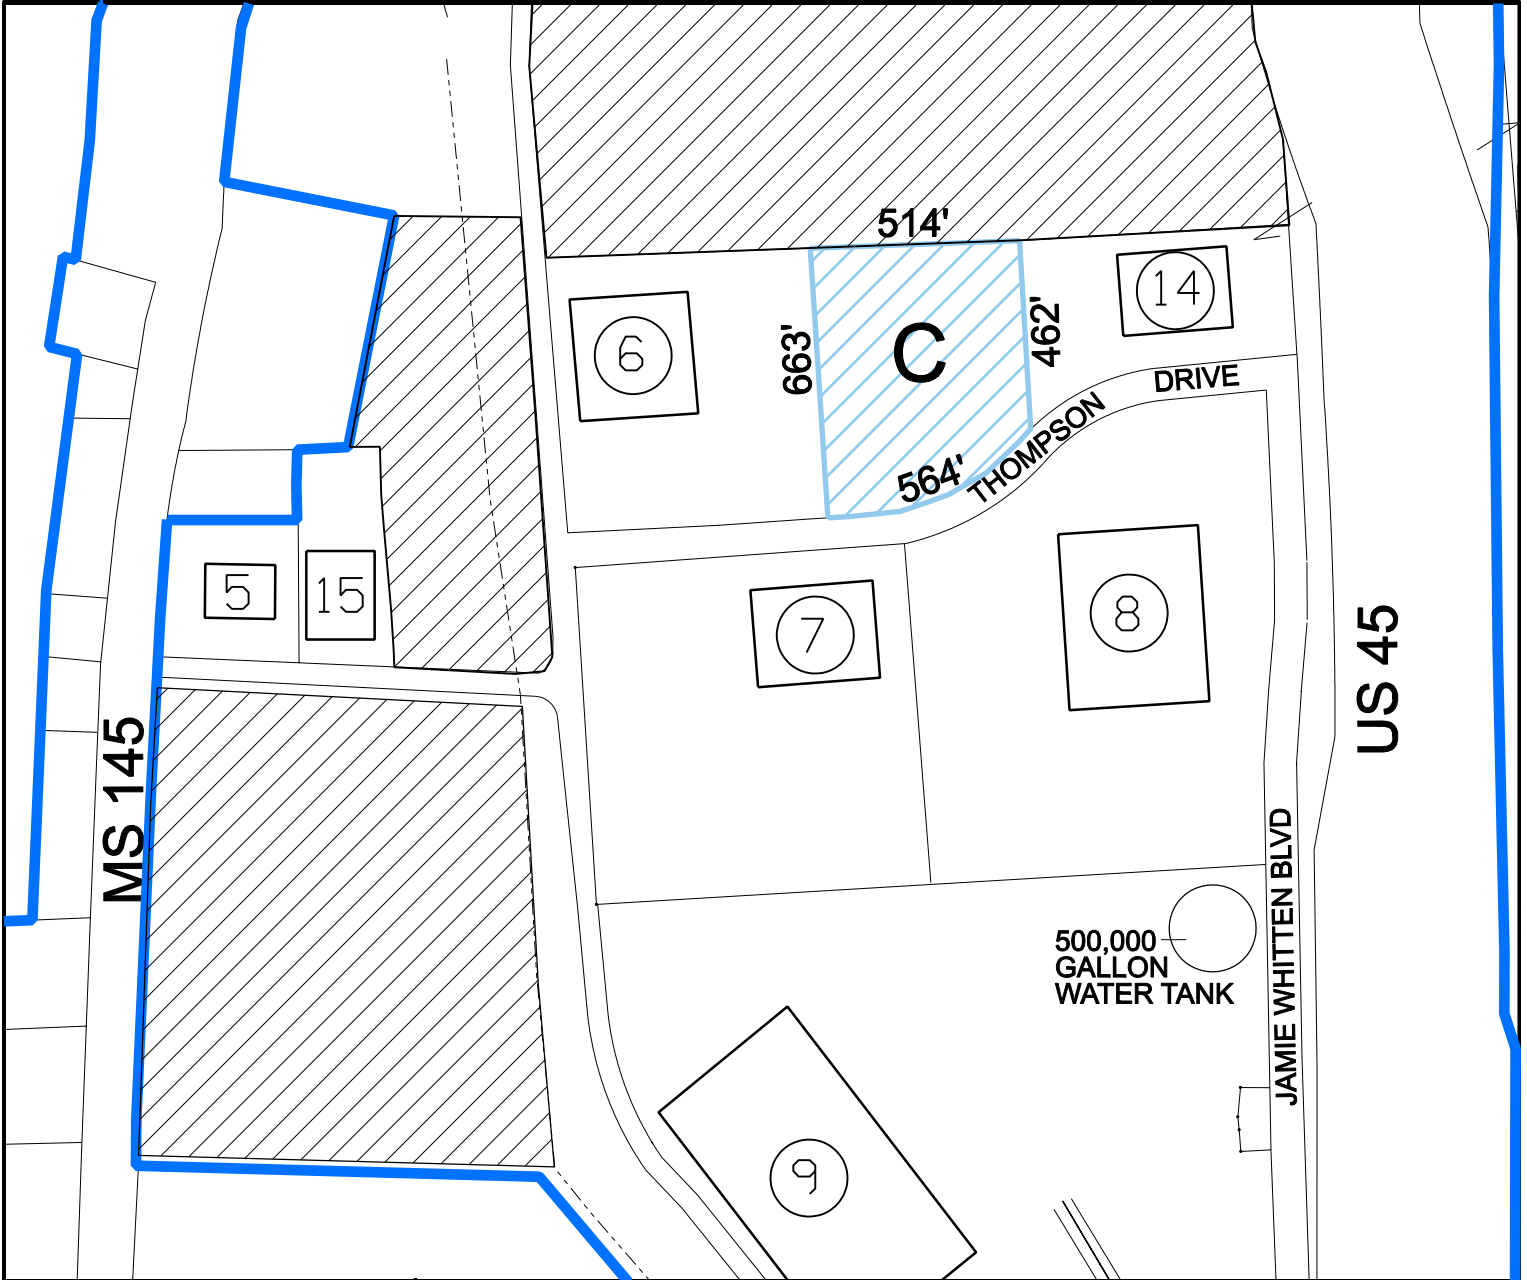 514'
14
6
663'
C
462'
DRIVE
THOMPSON
564'
5
15
7
8
US 45
MS 145
JAMIE WHITTEN BLVD
500,000
GALLON
WATER TANK
9